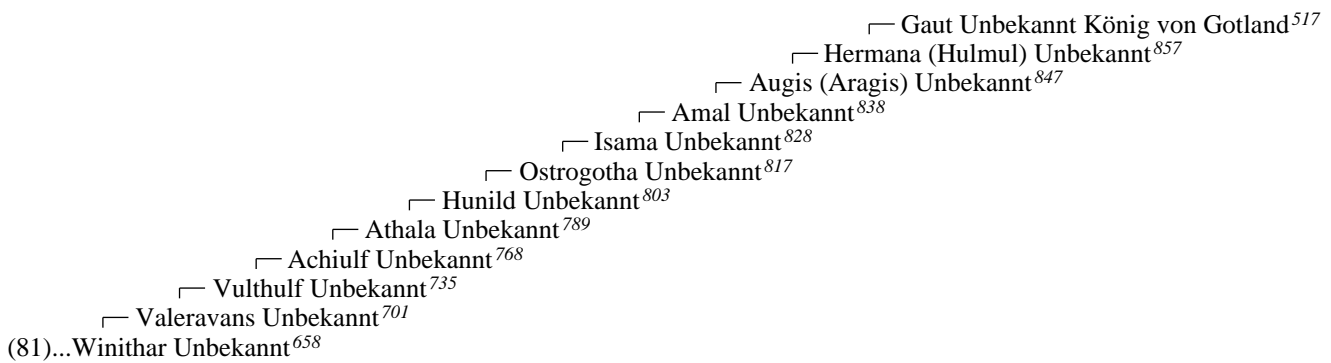 Gaut Unbekannt König von Gotland517
Hermana (Hulmul) Unbekannt857
Augis (Aragis) Unbekannt847
Amal Unbekannt838
Isama Unbekannt828
Ostrogotha Unbekannt817
Hunild Unbekannt803
Athala Unbekannt789
Achiulf Unbekannt768
Vulthulf Unbekannt735
Valeravans Unbekannt701
(81)...Winithar Unbekannt658